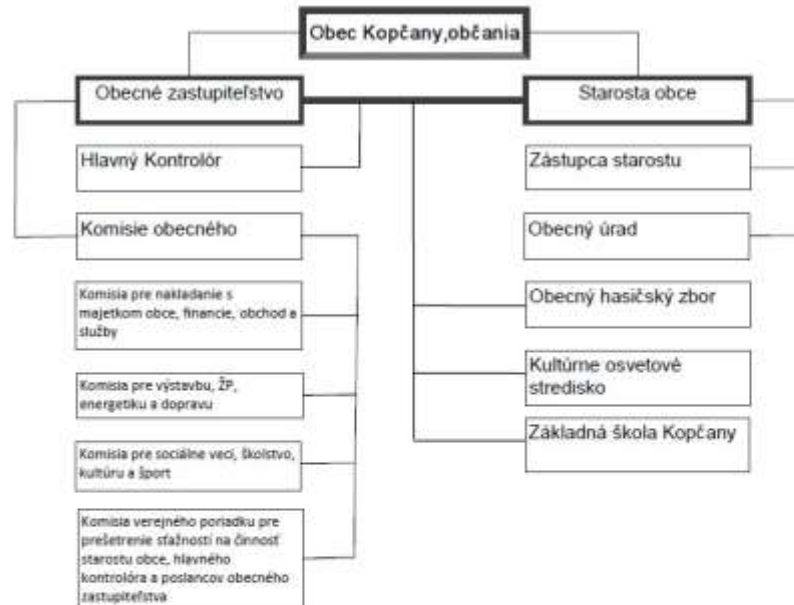 Obec Kopčany,občania
Obecné zastupiteľstvo
Starosta obce
Hlavný Kontrolór
Zástupca starostu
Komisie obecného
Obecný úrad
Komisia pre nakladanie s
majetkom obce, financie, obchod a
služby
Obecný hasičský zbor
Komisia pre výstavbu, ŽP,
energetiku a dopravu
Kultúrne osvetové
stredisko
Komisia pre sociálne veci, školstvo,
kultúru a šport
Základná škola Kopčany
Komisia verejného poriadku pre
prešetrenie sťažností na činnosť
starostu obce, hlavného
kontrolóra a poslancov obecného
zastupiteľstva